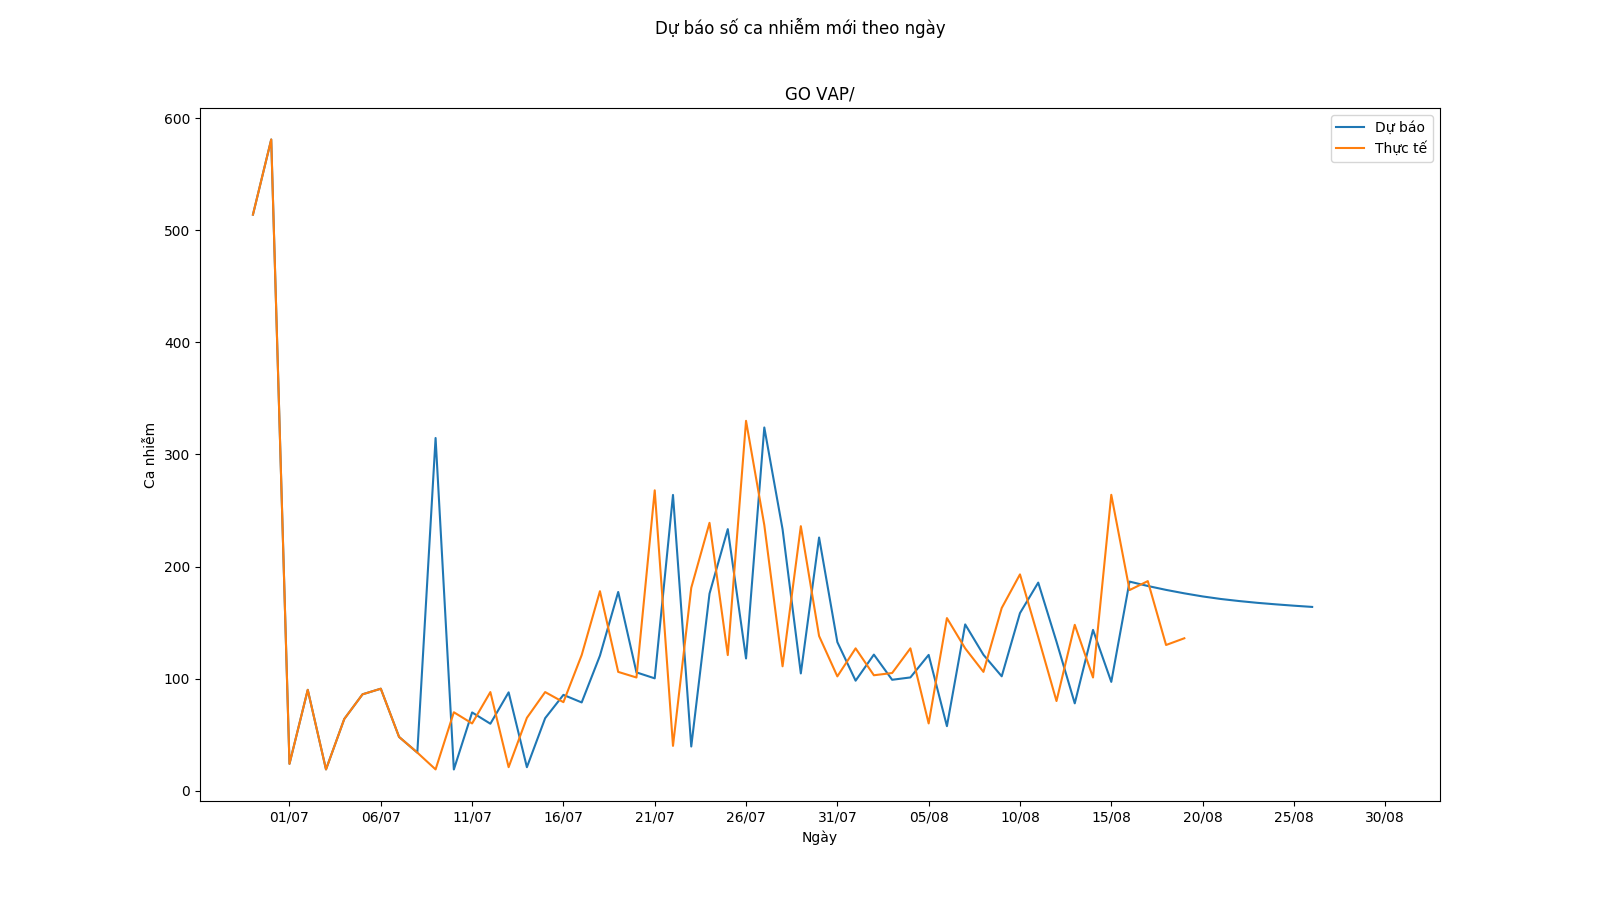 Dự báo số ca nhiễm mới theo ngày
GO VAP/
Dự báo
Thực tế
600
500
400
300
200
100
0
Ca nhiễm
01/07 06/07 11/07 16/07 21/07 26/07 31/07 05/08 10/08 15/08 20/08 25/08 30/08
Ngày